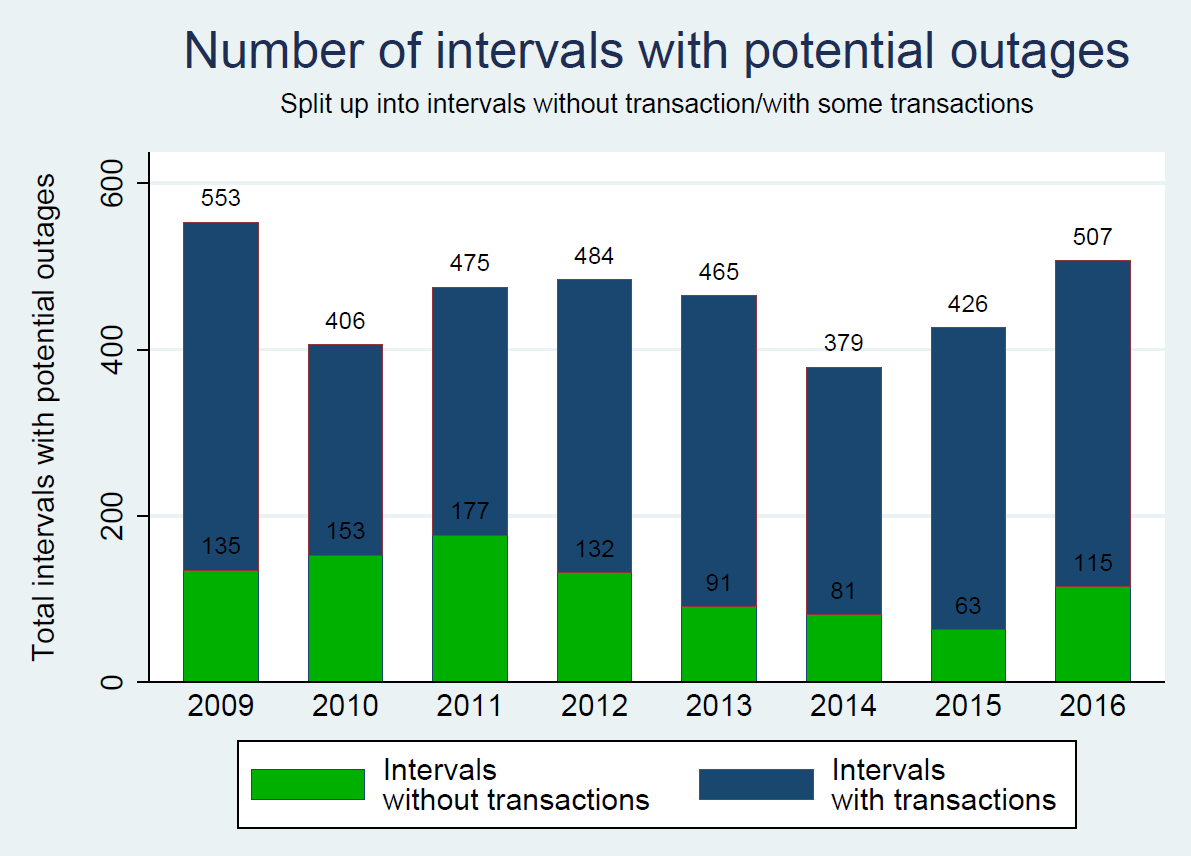 Number of intervals with potential outages
Split up into intervals without transaction/with some transactions
Total intervals with potential outages
600
400
200
0
553
406
475
484
465
379
426
507
135
153
177
132
91
81
63
115
2009 2010 2011 2012 2013 2014 2015 2016
Intervals
without transactions
Intervals
with transactions